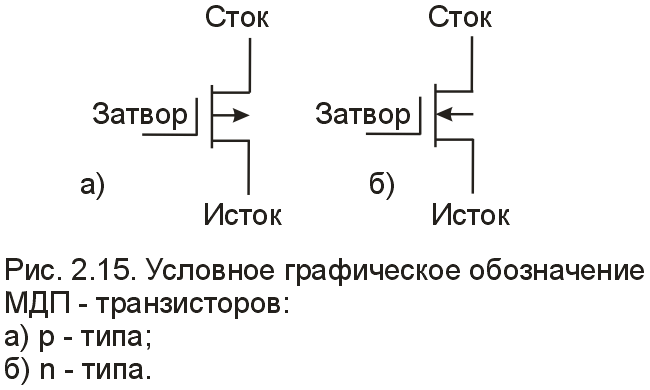 Сток Сток
Затвор Затвор
а) б)
Исток Исток
Рис. 2.15. Условное графическое обозначение
МДП - транзисторов:
а) р - типа;
б) n - типа.